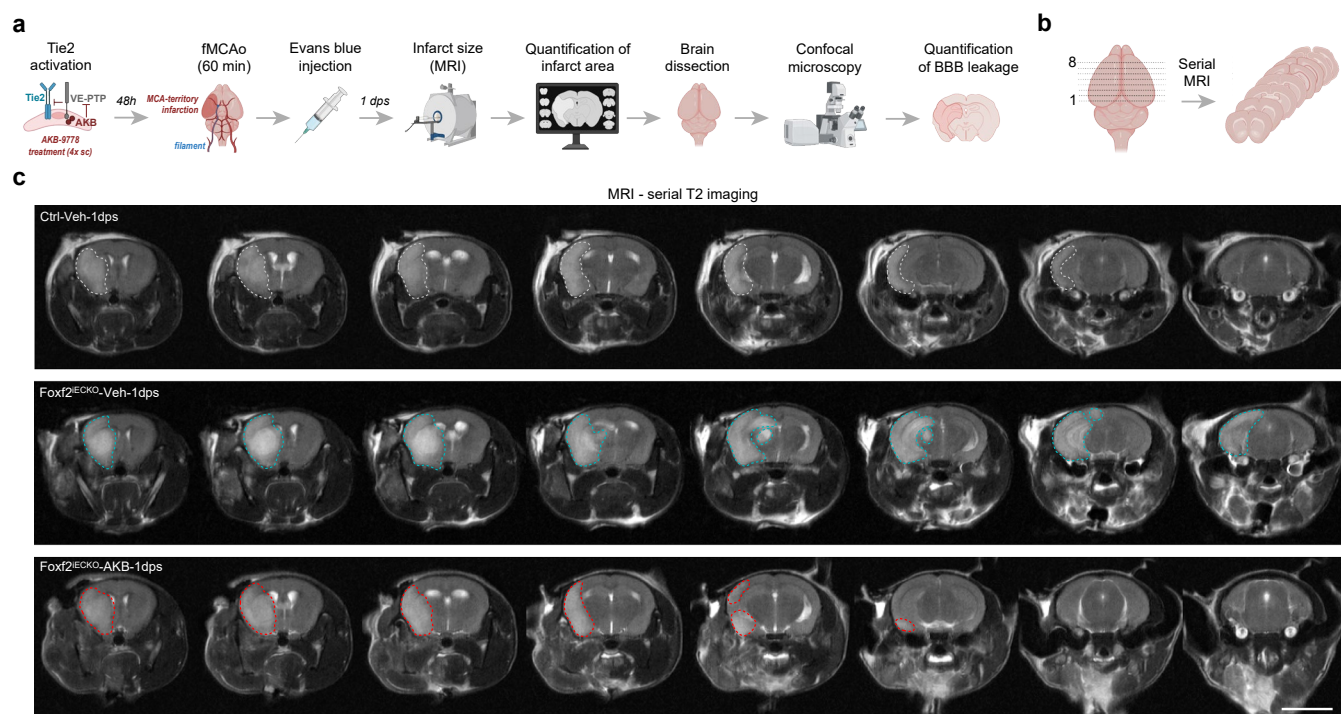 a
Tie2
activation
Tie2
VE-PTP
AKB
AKB-9778
treatment (4x sc)
48h
fMCAo
(60 min)
MCA-territory
infarction
filament
Evans blue
injection
1 dps
Infarct size
(MRI)
Quantification of
infarct area
Brain
dissection
Confocal
microscopy
Quantification
of BBB leakage
b
8
1
Serial
MRI
c
MRI - serial T2 imaging
Ctrl-Veh-1dps
Foxf2iECKO-Veh-1dps
Foxf2iECKO-AKB-1dps